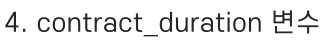 4. contract_duration 변수